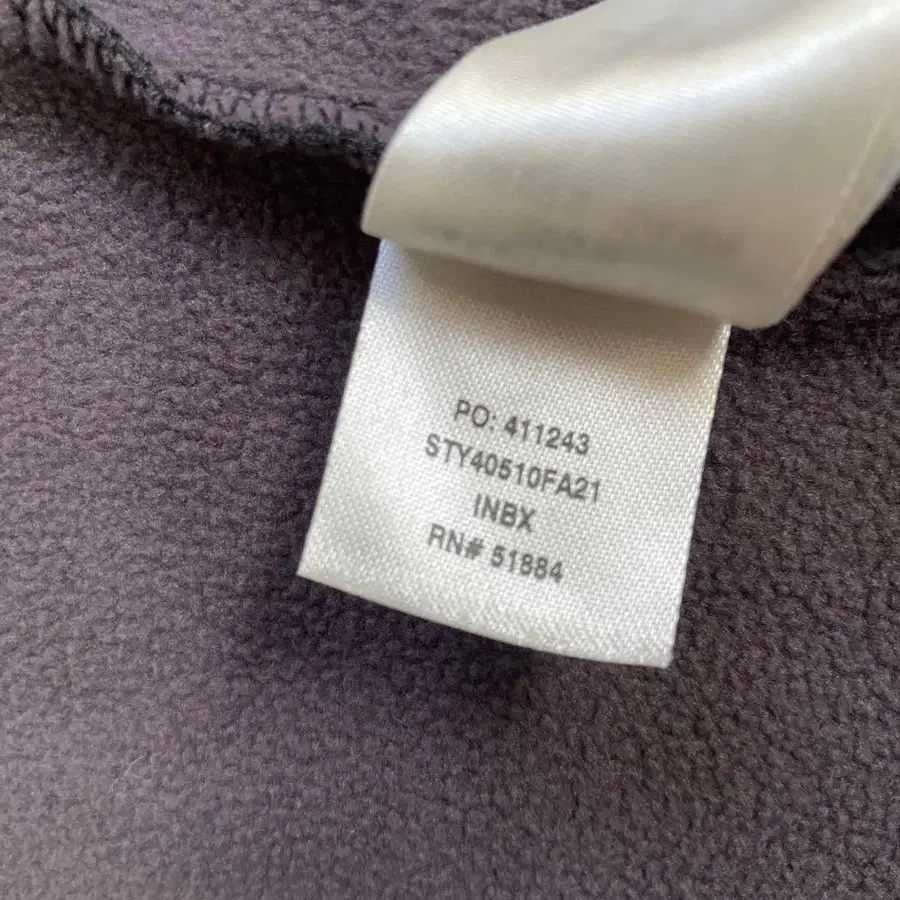 PO: 411243
STY40510FA21
INBX
RN# 51884